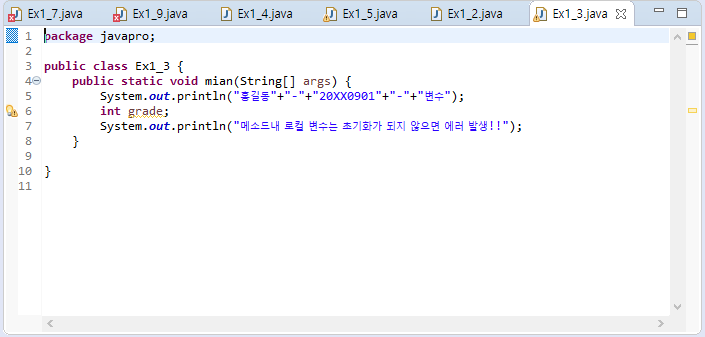 Ex1_7.java Ex1_9.java Ex1_4.java Ex1_5.java Ex1_2.java Ex1_3.java
1 package javapro;
2
3 public class Ex1_3 {
4 public static void mian(String[] args) {
5 System.out.println("홍길동"+"-"+"20XX0901"+"-"+"변수");
6 int grade;
7 System.out.println("메소드내 로컬 변수는 초기화가 되지 않으면 에러 발생!!");
8 }
9
10 }
11